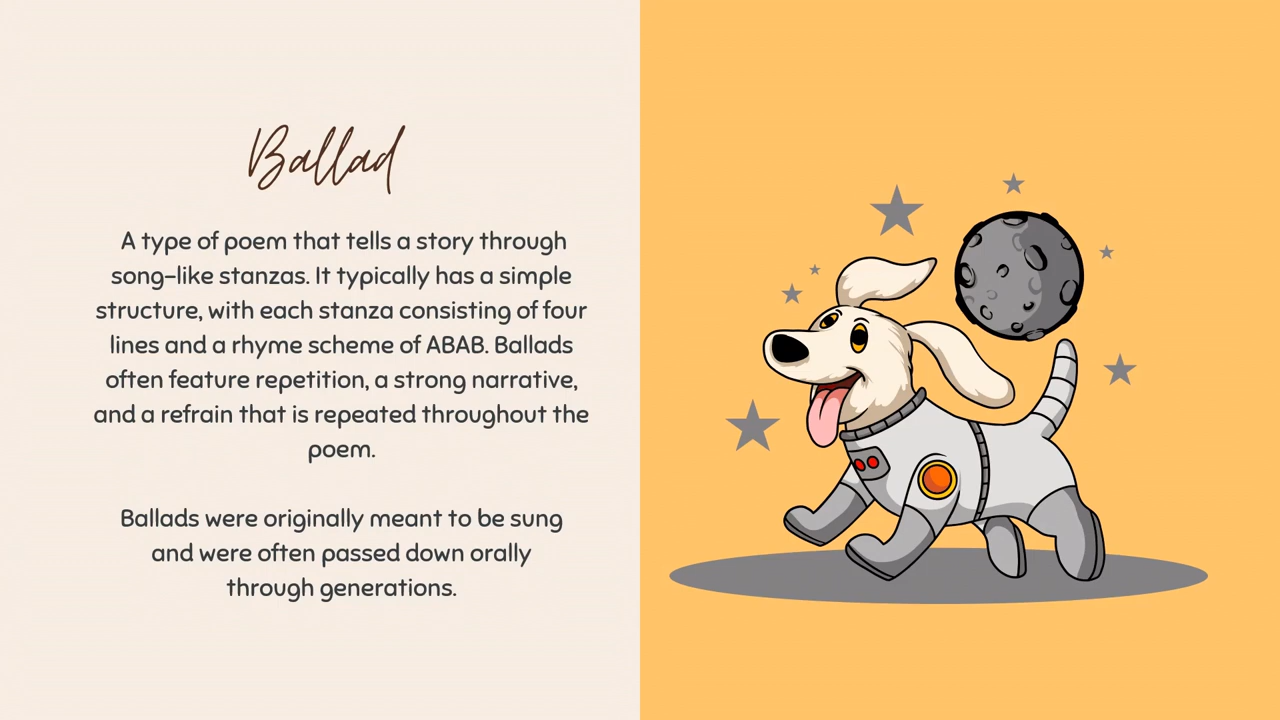 Ballad
A type of poem that tells a story through
song-like stanzas. It typically has a simple
structure, with each stanza consisting of four
lines and a rhyme scheme of ABAB. Ballads
often feature repetition, a strong narrative,
and a refrain that is repeated throughout the
poem.
Ballads were originally meant to be sung
and were often passed down orally
through generations.